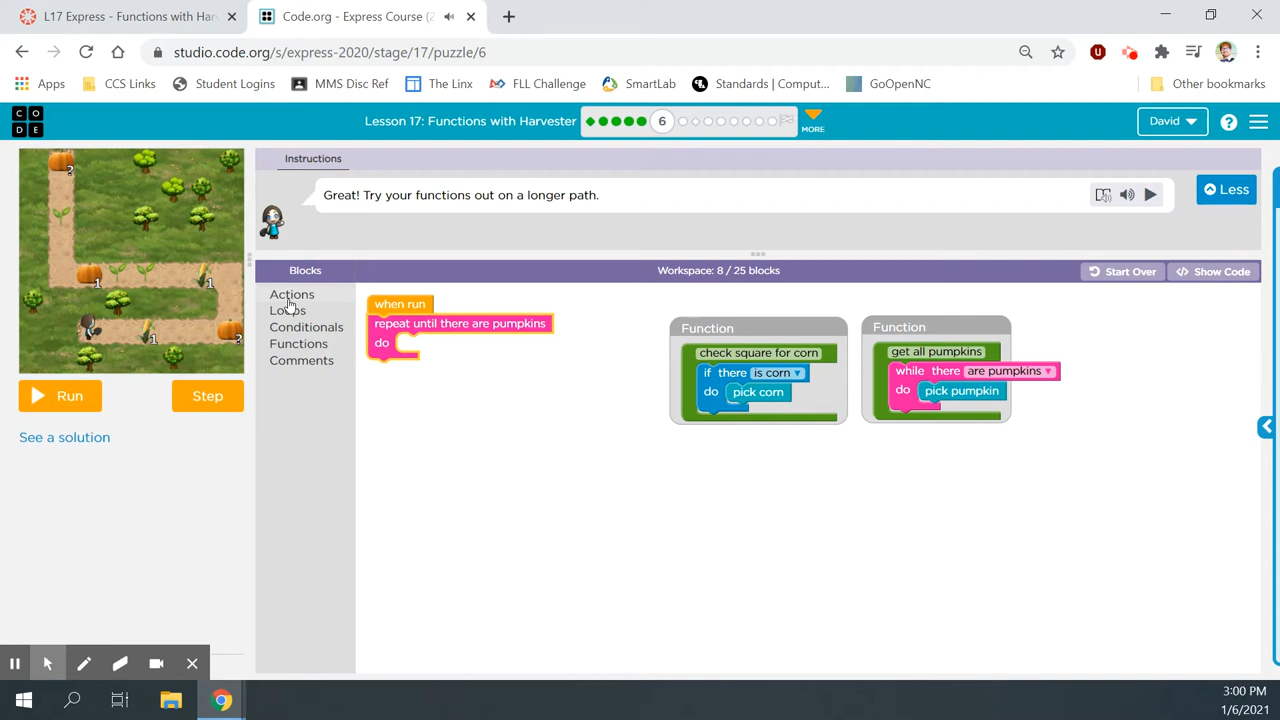 L17 Express - Functions with Har
Code.org - Express Course (2
studio.code.org/s/express-2020/stage/17/puzzle/6
Apps
CCS Links
Student Logins
MMS Disc Ref
The Linx
FLL Challenge
SmartLab
Standards | Comput...
GoOpenNC
Other bookmarks
C O
D E
Lesson 17: Functions with Harvester
6
MORE
David
?
Instructions
Great! Try your functions out on a longer path.
Less
Blocks
Workspace: 8 / 25 blocks
Start Over
</> Show Code
Actions
Loops
Conditionals
Functions
Comments
when run
repeat until there are pumpkins
do
Function
check square for corn
if there is corn
do pick corn
Function
get all pumpkins
while there are pumpkins
do pick pumpkin
?
1
1
1
?
Run
Step
See a solution
3:00 PM
1/6/2021